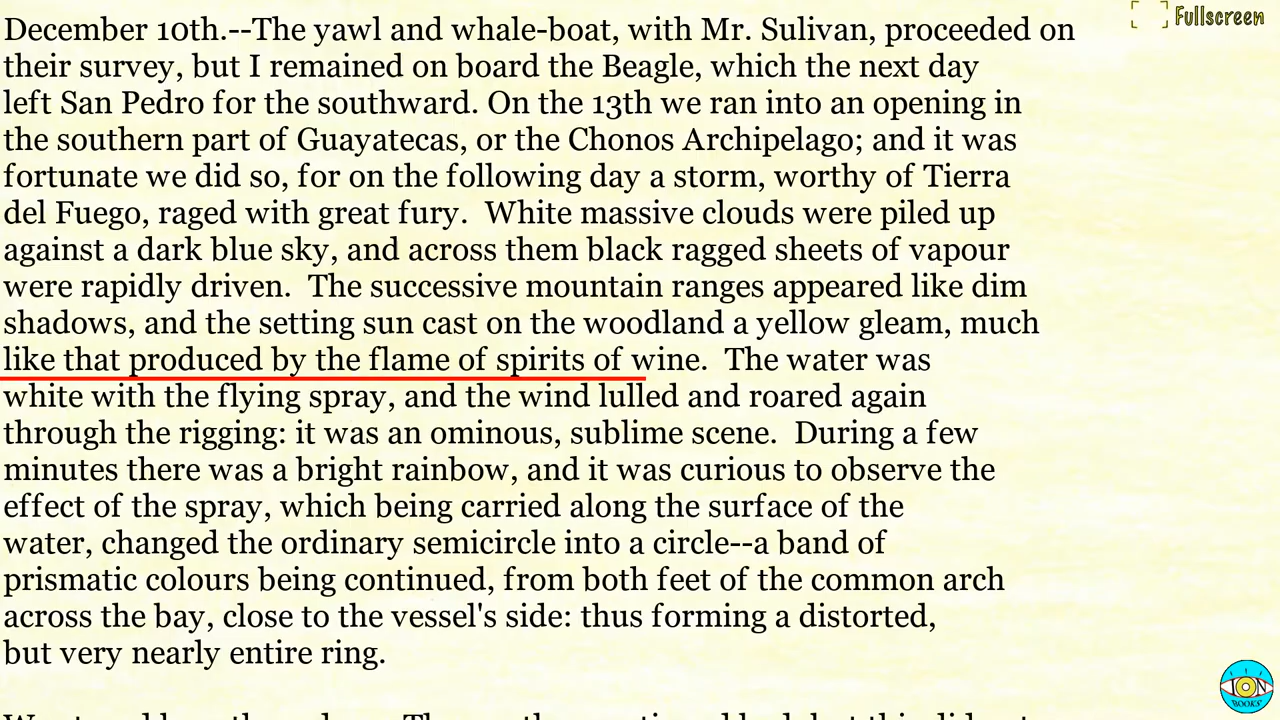 December 10th.--The yawl and whale-boat, with Mr. Sulivan, proceeded on
their survey, but I remained on board the Beagle, which the next day
left San Pedro for the southward. On the 13th we ran into an opening in
the southern part of Guayatecas, or the Chonos Archipelago; and it was
fortunate we did so, for on the following day a storm, worthy of Tierra
del Fuego, raged with great fury.  White massive clouds were piled up
against a dark blue sky, and across them black ragged sheets of vapour
were rapidly driven.  The successive mountain ranges appeared like dim
shadows, and the setting sun cast on the woodland a yellow gleam, much
like that produced by the flame of spirits of wine.  The water was
white with the flying spray, and the wind lulled and roared again
through the rigging: it was an ominous, sublime scene.  During a few
minutes there was a bright rainbow, and it was curious to observe the
effect of the spray, which being carried along the surface of the
water, changed the ordinary semicircle into a circle--a band of
prismatic colours being continued, from both feet of the common arch
across the bay, close to the vessel's side: thus forming a distorted,
but very nearly entire ring.
Fullscreen
ION
BOOKS